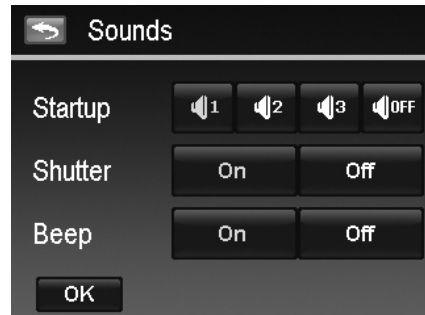 Sounds
Startup 1 2 3 OFF
Shutter On Off
Beep On Off
OK